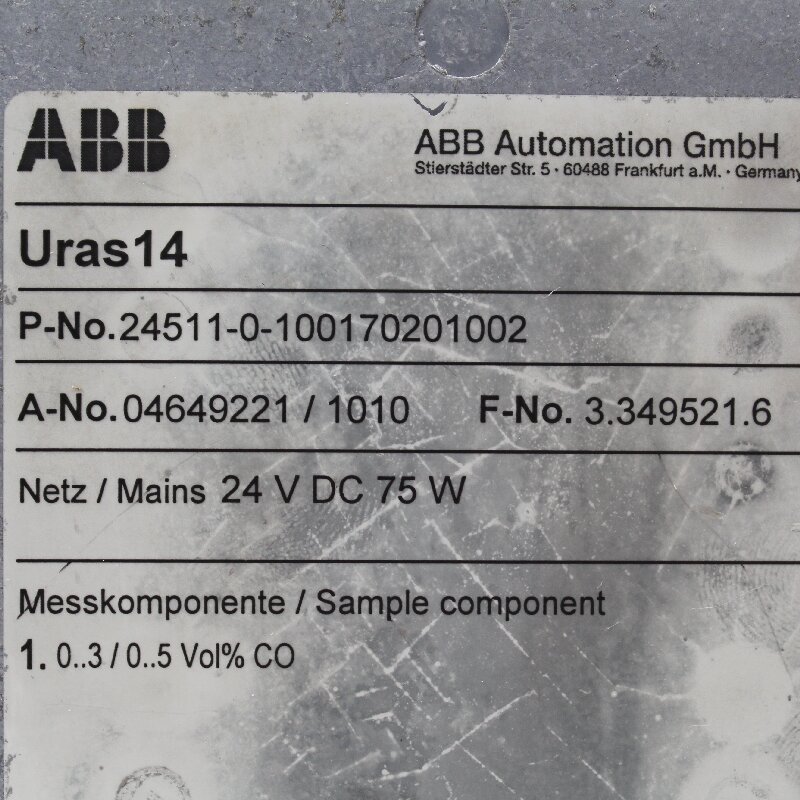 ABB
ABB Automation GmbH
Stierstädter Str. 5 · 60488 Frankfurt a.M. · Germany
Uras14
P-No.24511-0-100170201002
A-No.04649221 / 1010 F-No. 3.349521.6
Netz / Mains 24 V DC 75 W
Messkomponente / Sample component
1. 0..3 / 0..5 Vol% CO